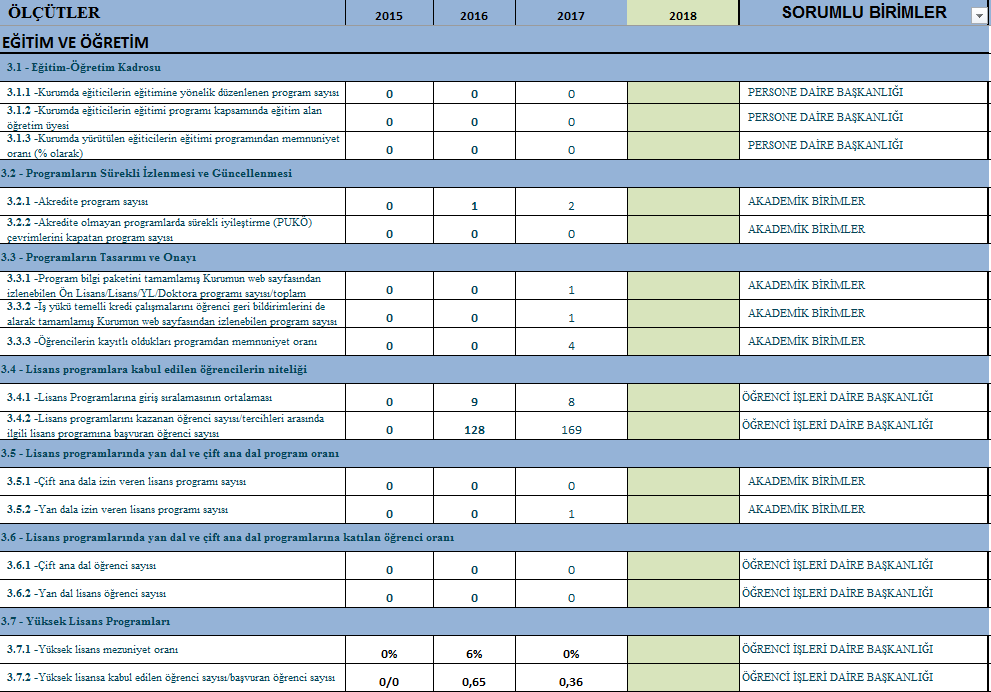 ÖLÇÜTLER 2015 2016 2017 2018 SORUMLU BİRİMLER
EĞİTİM VE ÖĞRETİM
3.1 - Eğitim-Öğretim Kadrosu
3.1.1 -Kurumda eğiticilerin eğitimine yönelik düzenlenen program sayısı 0 0 0 PERSONE DAİRE BAŞKANLIĞI
3.1.2 -Kurumda eğiticilerin eğitimi programı kapsamında eğitim alan
öğretim üyesi 0 0 0 PERSONE DAİRE BAŞKANLIĞI
3.1.3 -Kurumda yürütülen eğiticilerin eğitimi programından memnuniyet
oranı (% olarak) 0 0 0 PERSONE DAİRE BAŞKANLIĞI
3.2 - Programların Sürekli İzlenmesi ve Güncellenmesi
3.2.1 -Akredite program sayısı 0 1 2 AKADEMİK BİRİMLER
3.2.2 -Akredite olmayan programlarda sürekli iyileştirme (PUKÖ)
çevrimlerini kapatan program sayısı 0 0 0 AKADEMİK BİRİMLER
3.3 - Programların Tasarımı ve Onayı
3.3.1 -Program bilgi paketini tamamlamış Kurumun web sayfasından
izlenebilen Ön Lisans/Lisans/YL/Doktora programı sayısı/toplam 0 0 1 AKADEMİK BİRİMLER
3.3.2 -İş yükü temelli kredi çalışmalarını öğrenci geri bildirimlerini de
alarak tamamlamış Kurumun web sayfasından izlenebilen program sayısı 0 0 1 AKADEMİK BİRİMLER
3.3.3 -Öğrencilerin kayıtlı oldukları programdan memnuniyet oranı 0 0 4 AKADEMİK BİRİMLER
3.4 - Lisans programlara kabul edilen öğrencilerin niteliği
3.4.1 -Lisans Programlarına giriş sıralamasının ortalaması 0 9 8 ÖĞRENCİ İŞLERİ DAİRE BAŞKANLIĞI
3.4.2 -Lisans programlarını kazanan öğrenci sayısı/tercihleri arasında
ilgili lisans programına başvuran öğrenci sayısı 0 128 169 ÖĞRENCİ İŞLERİ DAİRE BAŞKANLIĞI
3.5 - Lisans programlarında yan dal ve çift ana dal program oranı
3.5.1 -Çift ana dala izin veren lisans programı sayısı 0 0 0 AKADEMİK BİRİMLER
3.5.2 -Yan dala izin veren lisans programı sayısı 0 0 1 AKADEMİK BİRİMLER
3.6 - Lisans programlarında yan dal ve çift ana dal programlarına katılan öğrenci oranı
3.6.1 -Çift ana dal öğrenci sayısı 0 0 0 ÖĞRENCİ İŞLERİ DAİRE BAŞKANLIĞI
3.6.2 -Yan dal lisans öğrenci sayısı 0 0 0 ÖĞRENCİ İŞLERİ DAİRE BAŞKANLIĞI
3.7 - Yüksek Lisans Programları
3.7.1 -Yüksek lisans mezuniyet oranı 0% 6% 0% ÖĞRENCİ İŞLERİ DAİRE BAŞKANLIĞI
3.7.2 -Yüksek lisansa kabul edilen öğrenci sayısı/başvuran öğrenci sayısı 0/0 0,65 0,36 ÖĞRENCİ İŞLERİ DAİRE BAŞKANLIĞI